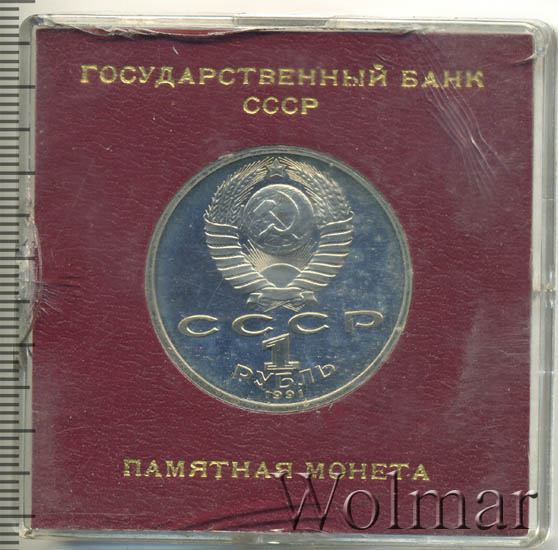 ГОСУДАРСТВЕННЫЙ БАНК
СССР
СССР
1
РУБЛЬ
1991
ПАМЯТНАЯ МОНЕТА
Wolmar